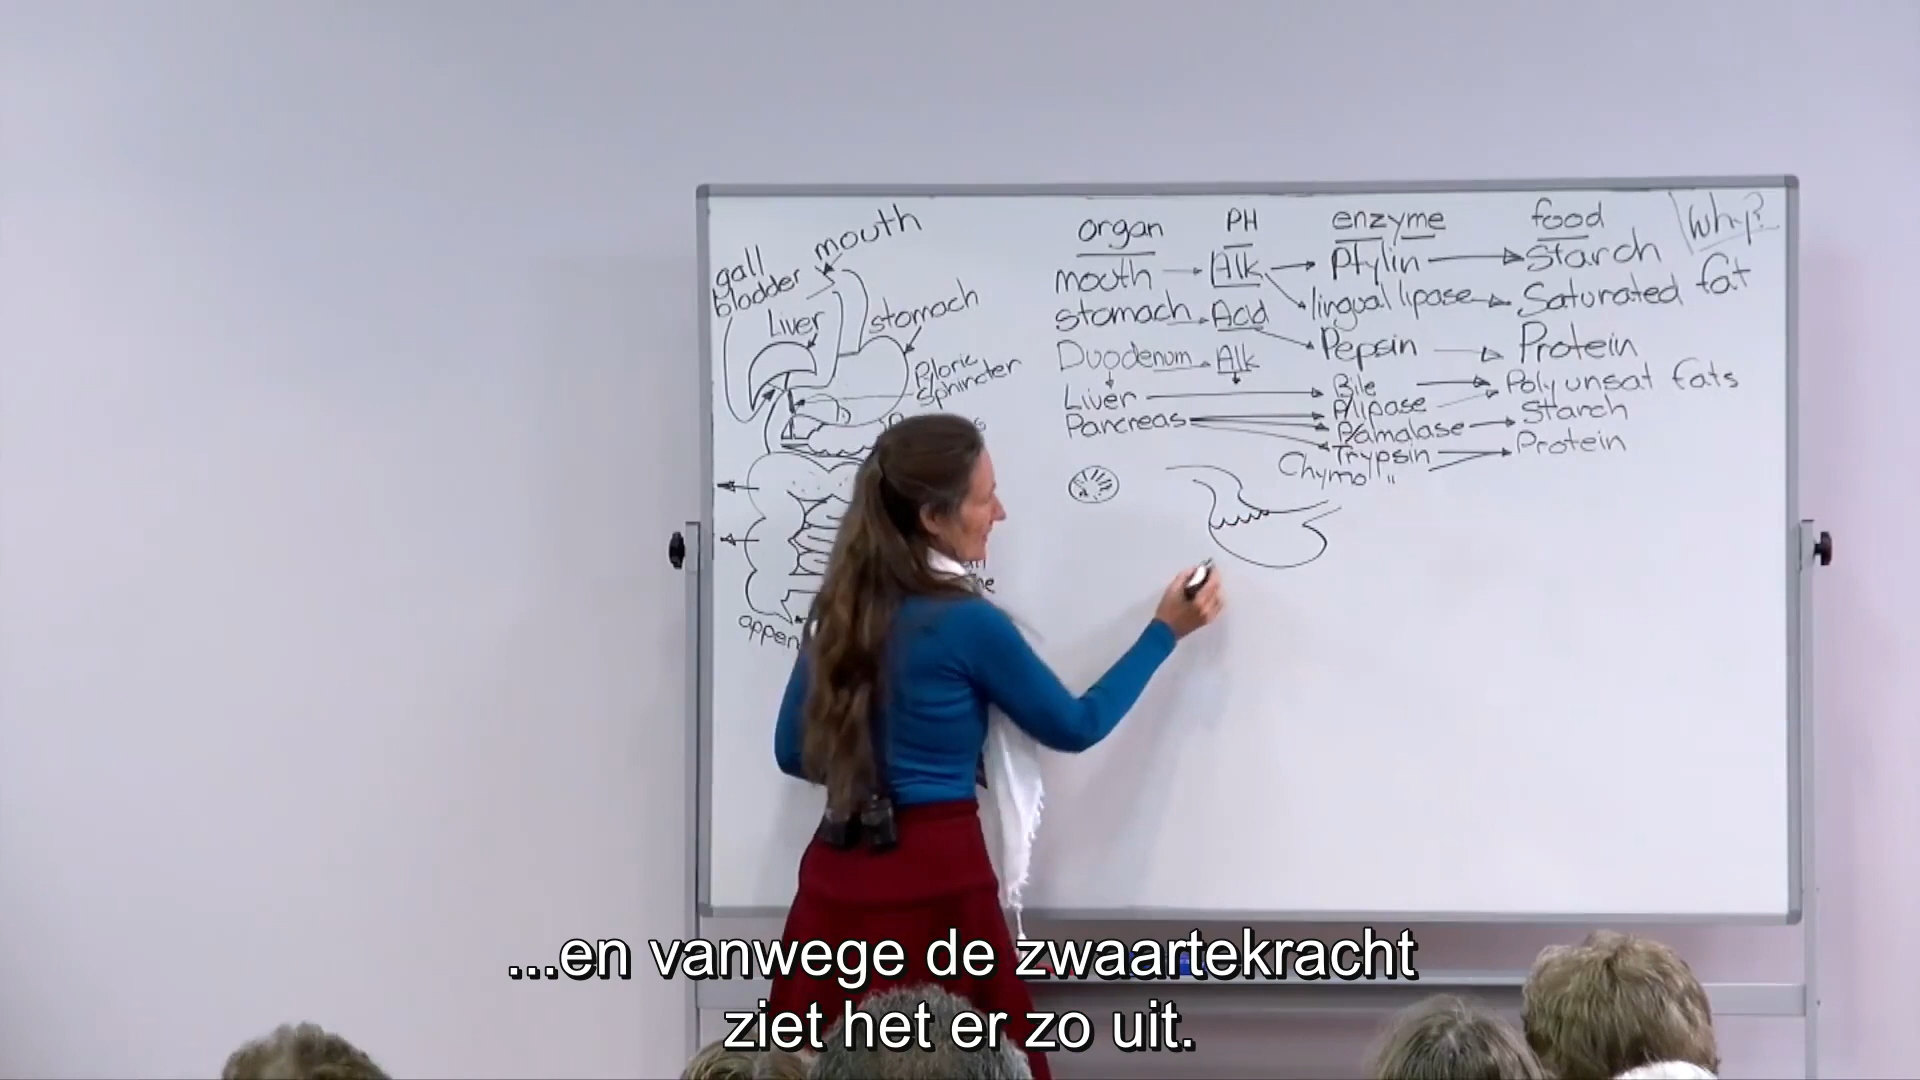 gall
bladder
mouth
Liver
stomach
Piloric
Sphincter
appen
organ PH enzyme food Why?
mouth Alk Ptylin Starch
lingual lipase Saturated fat
stomach Acid Pepsin Protein
Duodenum Alk
Liver Bile Poly unsat fats
Pancreas P/lipase
P/amalase Starch
Trypsin Protein
Chymo "
...en vanwege de zwaartekracht
ziet het er zo uit.